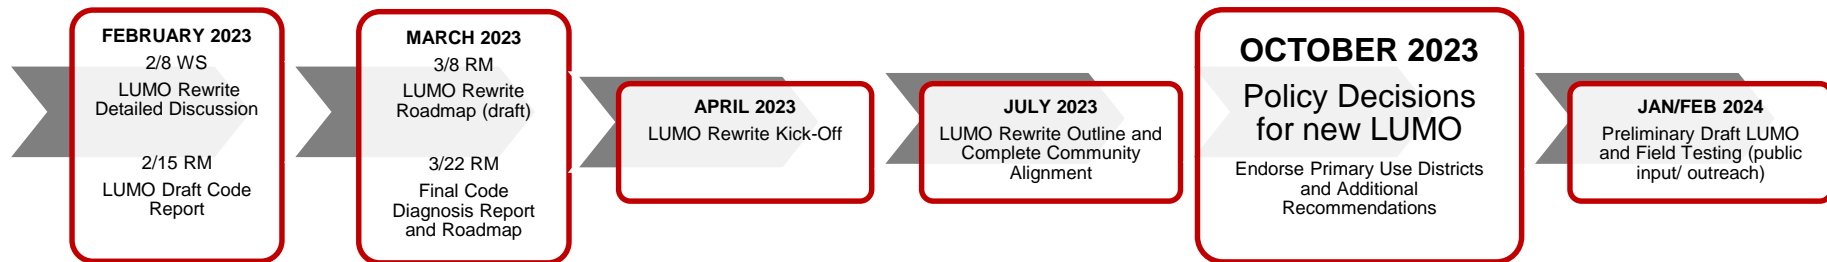 FEBRUARY 2023
2/8 WS
LUMO Rewrite
Detailed Discussion
2/15 RM
LUMO Draft Code
Report
MARCH 2023
3/8 RM
LUMO Rewrite
Roadmap (draft)
3/22 RM
Final Code
Diagnosis Report
and Roadmap
APRIL 2023
LUMO Rewrite Kick-Off
JULY 2023
LUMO Rewrite Outline and
Complete Community
Alignment
OCTOBER 2023
Policy Decisions
for new LUMO
Endorse Primary Use Districts
and Additional
Recommendations
JAN/FEB 2024
Preliminary Draft LUMO
and Field Testing (public
input/ outreach)